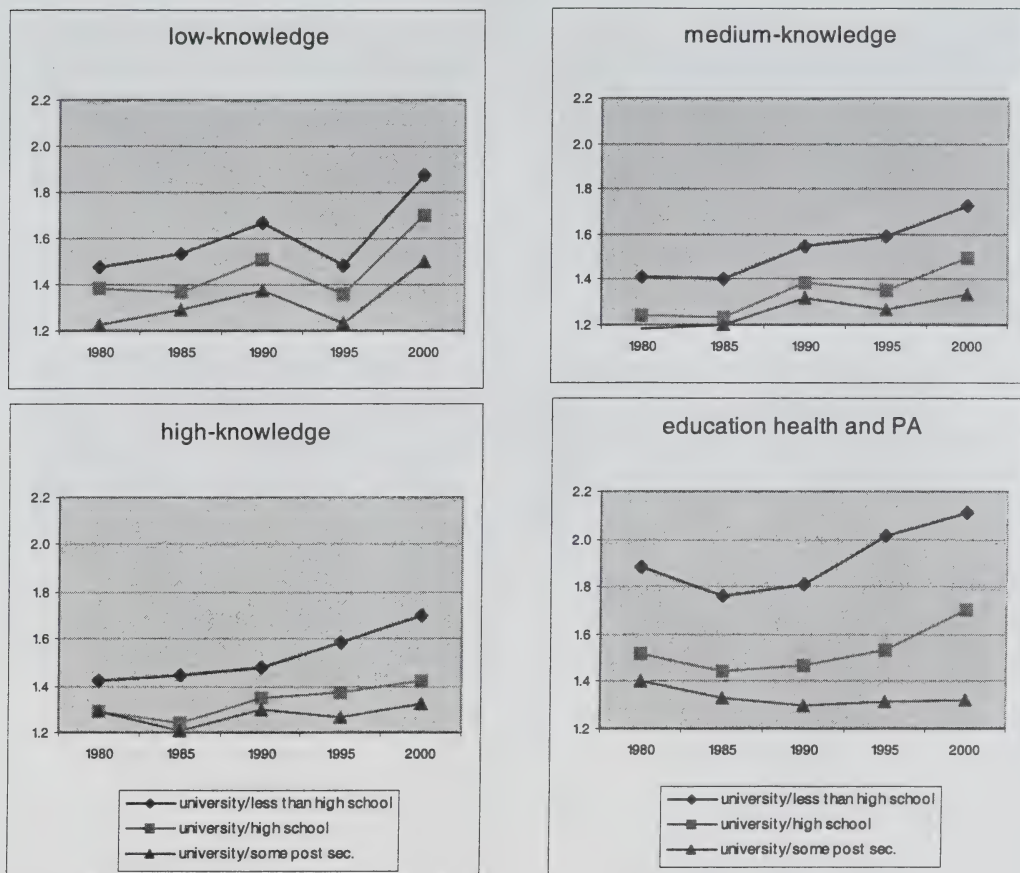 low-knowledge
2.2
2.0
1.8
1.6
1.4
1.2
1980 1985 1990 1995 2000
medium-knowledge
2.2
2.0
1.8
1.6
1.4
1.2
1980 1985 1990 1995 2000
high-knowledge
2.2
2.0
1.8
1.6
1.4
1.2
1980 1985 1990 1995 2000
university/less than high school
university/high school
university/some post sec.
education health and PA
2.2
2.0
1.8
1.6
1.4
1.2
1980 1985 1990 1995 2000
university/less than high school
university/high school
university/some post sec.